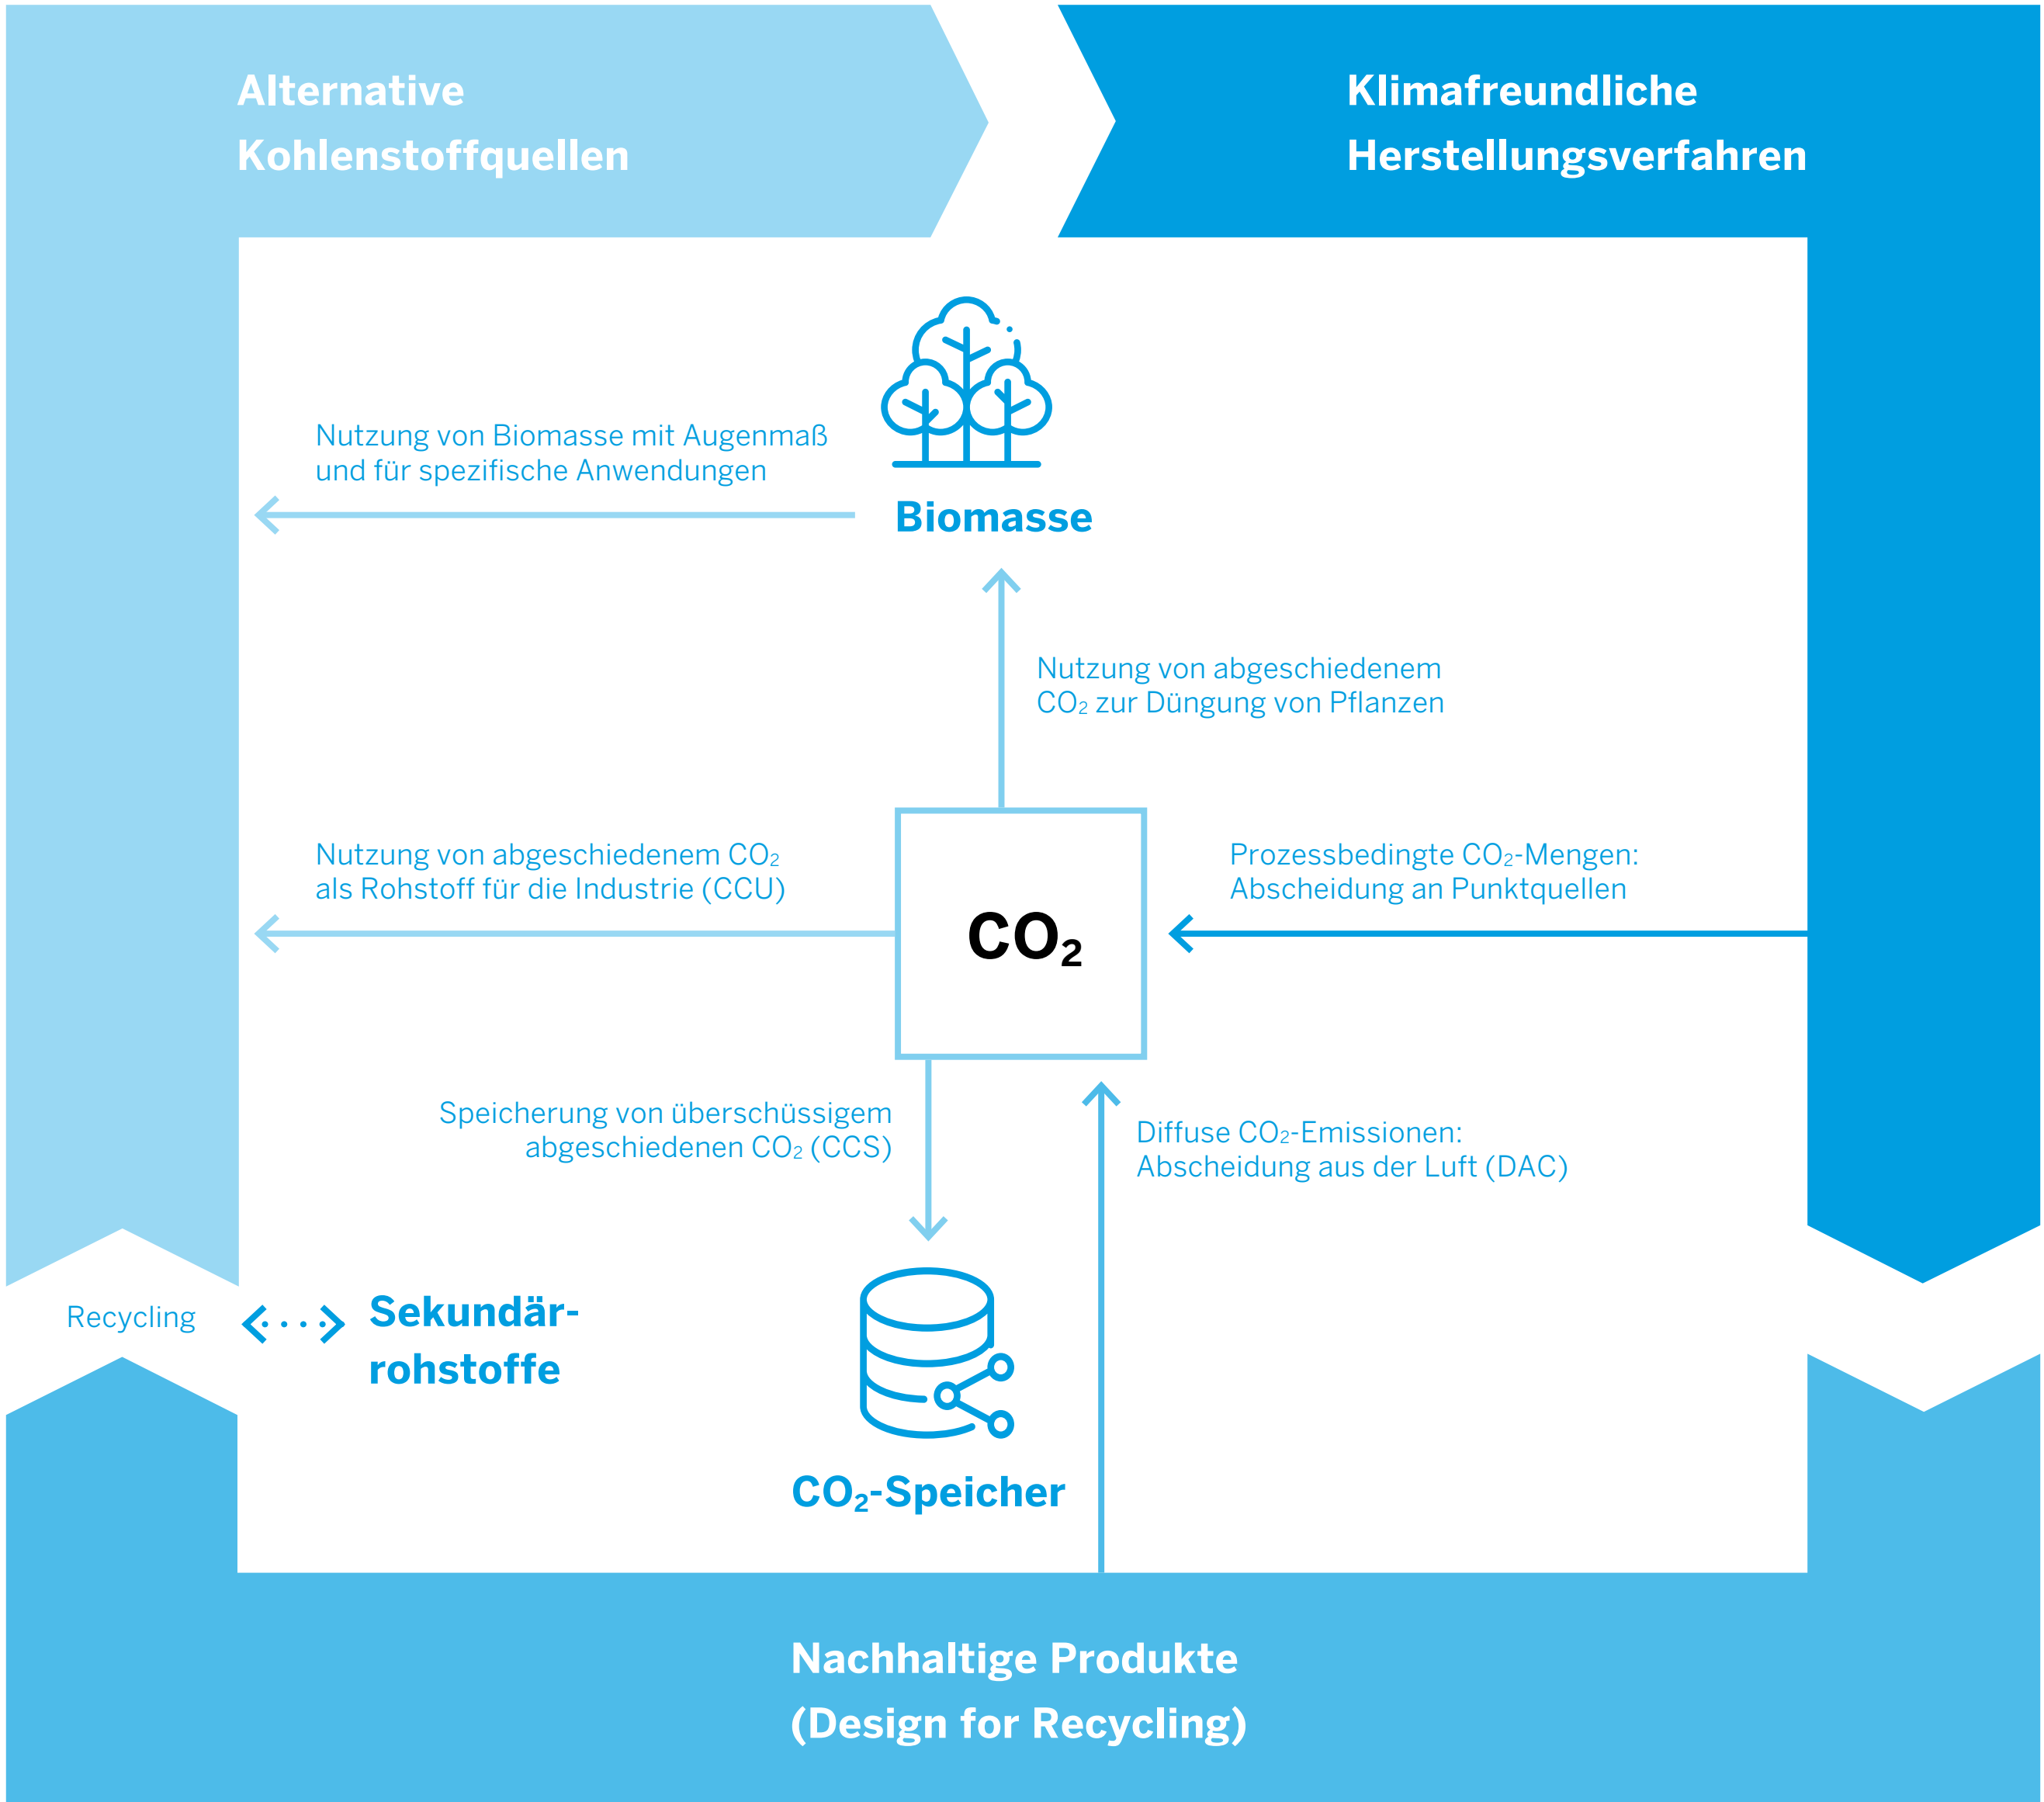 Alternative
Kohlenstoffquellen
Klimafreundliche
Herstellungsverfahren
Nutzung von Biomasse mit Augenmaß
und für spezifische Anwendungen
Biomasse
Nutzung von abgeschiedenem
CO₂ zur Düngung von Pflanzen
Nutzung von abgeschiedenem CO₂
als Rohstoff für die Industrie (CCU)
CO₂
Prozessbedingte CO₂-Mengen:
Abscheidung an Punktquellen
Speicherung von überschüssigem
abgeschiedenen CO₂ (CCS)
Diffuse CO₂-Emissionen:
Abscheidung aus der Luft (DAC)
Recycling
Sekundär-
rohstoffe
CO₂-Speicher
Nachhaltige Produkte
(Design for Recycling)